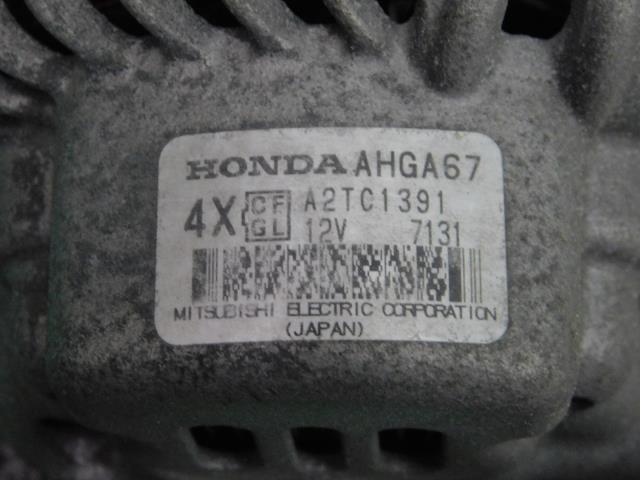 HONDA AHGA67
4X CF GL A2TC1391
12V 7131
MITSUBISHI ELECTRIC CORPORATION
(JAPAN)